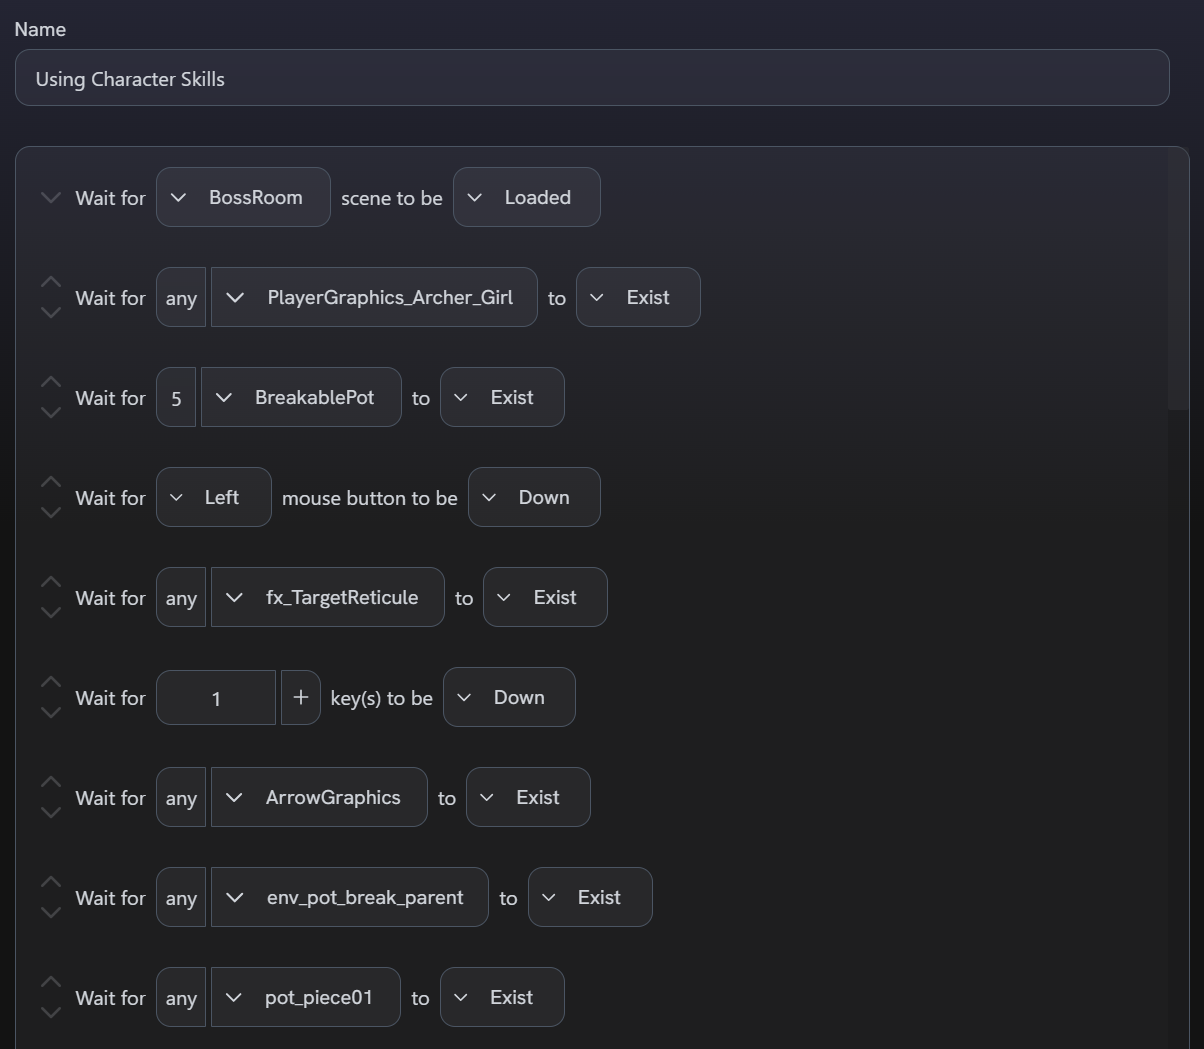 Name
Using Character Skills
Wait for BossRoom scene to be Loaded
Wait for any PlayerGraphics_Archer_Girl to Exist
Wait for 5 BreakablePot to Exist
Wait for Left mouse button to be Down
Wait for any fx_TargetReticule to Exist
Wait for 1 + key(s) to be Down
Wait for any ArrowGraphics to Exist
Wait for any env_pot_break_parent to Exist
Wait for any pot_piece01 to Exist